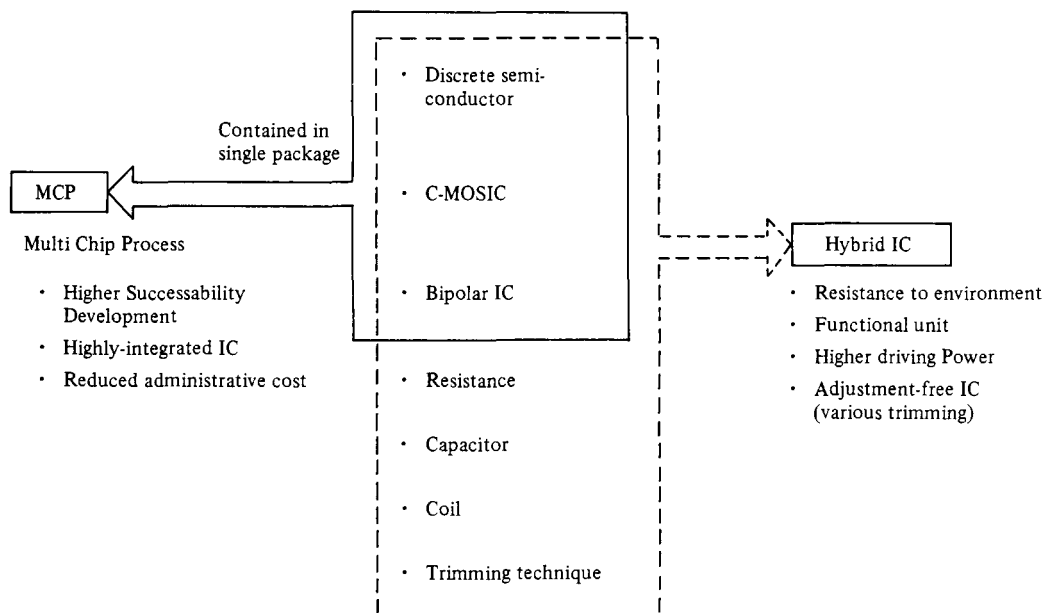 Contained in
single package
MCP
Multi Chip Process
· Higher Successability
Development
· Highly-integrated IC
· Reduced administrative cost
· Discrete semi-
conductor
· C-MOSIC
· Bipolar IC
· Resistance
· Capacitor
· Coil
· Trimming technique
Hybrid IC
· Resistance to environment
· Functional unit
· Higher driving Power
· Adjustment-free IC
(various trimming)